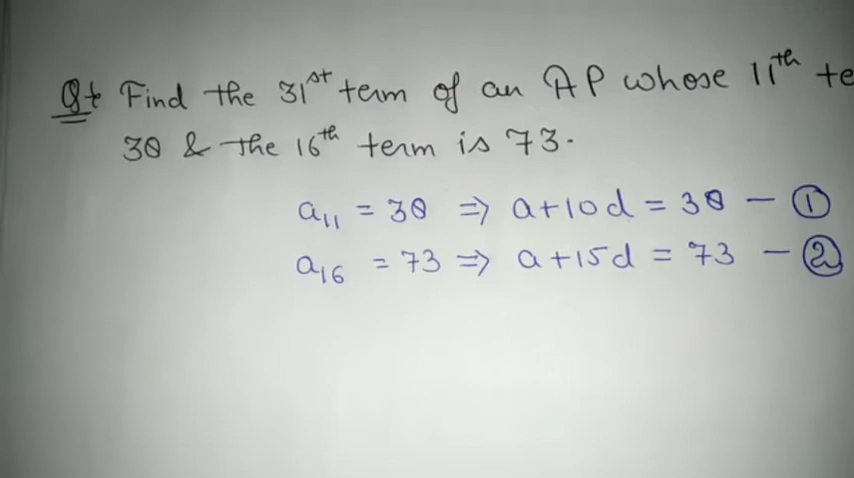 Qt Find the 31st term of an AP whose 11th te
38 & the 16th term is 73.
a₁₁ = 38 ⇒ a+10d = 38 — ①
a₁₆ = 73 ⇒ a+15d = 73 — ②